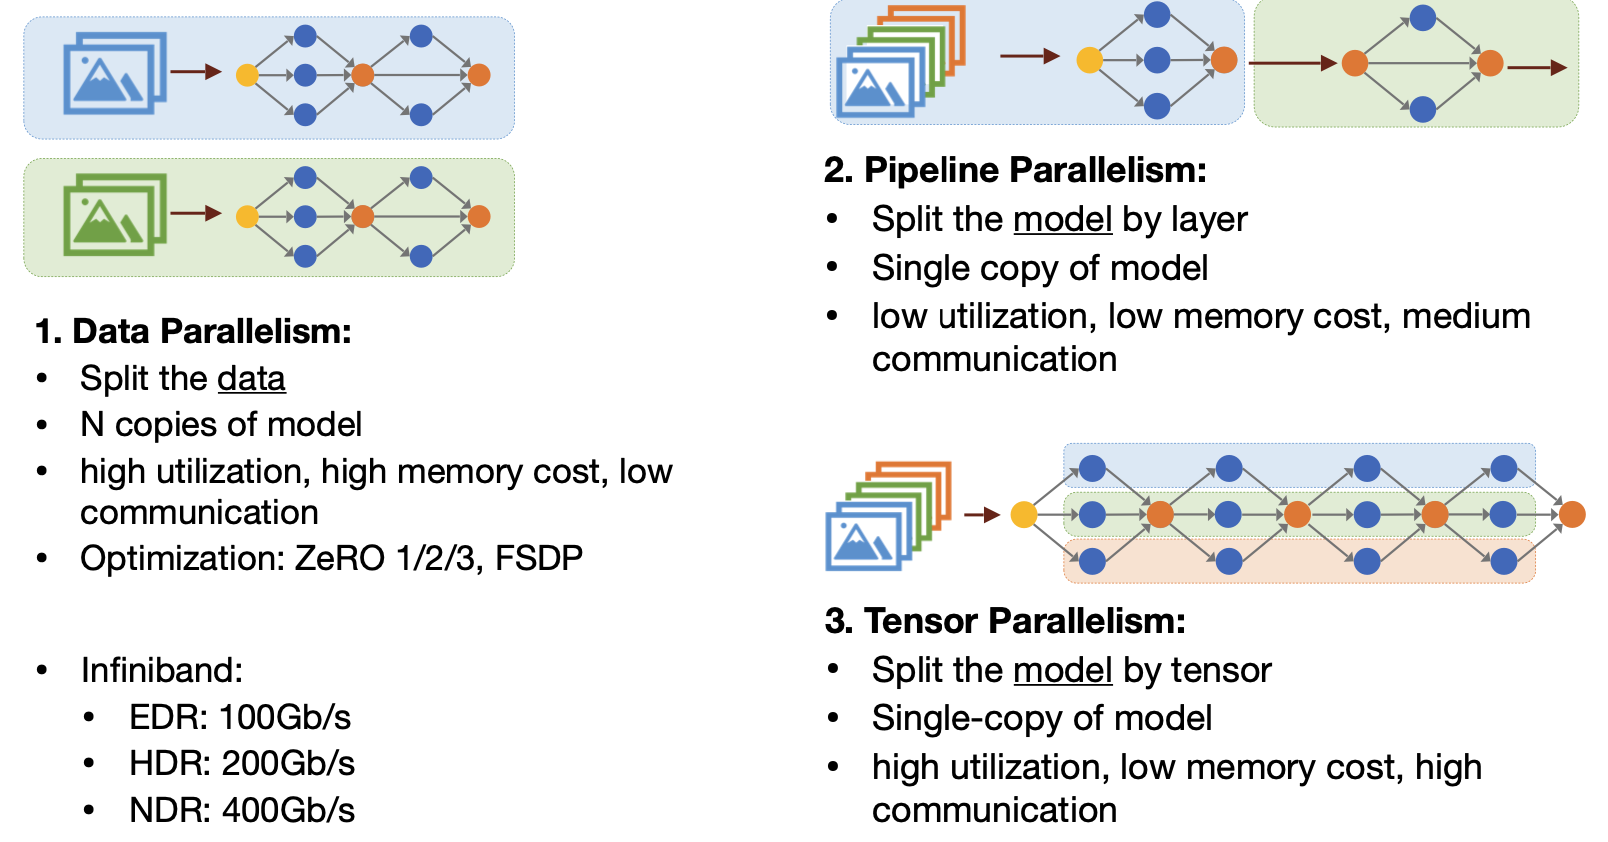 1. Data Parallelism:
• Split the data
• N copies of model
• high utilization, high memory cost, low
communication
• Optimization: ZeRO 1/2/3, FSDP
• Infiniband:
• EDR: 100Gb/s
• HDR: 200Gb/s
• NDR: 400Gb/s
2. Pipeline Parallelism:
• Split the model by layer
• Single copy of model
• low utilization, low memory cost, medium
communication
3. Tensor Parallelism:
• Split the model by tensor
• Single-copy of model
• high utilization, low memory cost, high
communication